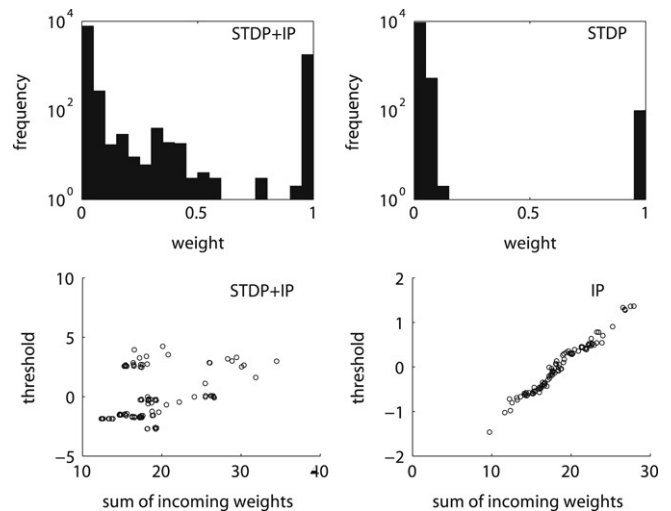 STDP+IP
10^4
10^2
10^0
frequency
0
0.5
1
weight
STDP
10^4
10^2
10^0
frequency
0
0.5
1
weight
STDP+IP
10
5
0
−5
threshold
10
20
30
40
sum of incoming weights
IP
2
1
0
−1
−2
threshold
0
10
20
30
sum of incoming weights